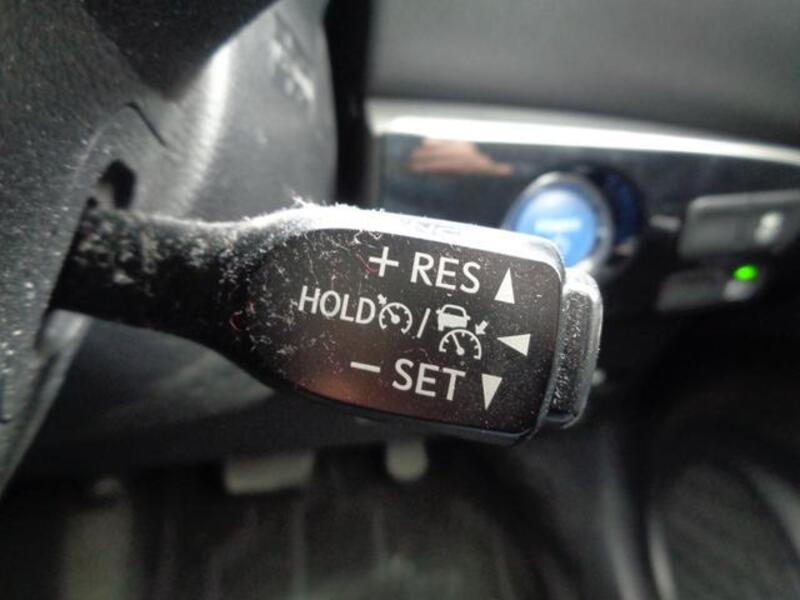 + RES
HOLD /
- SET